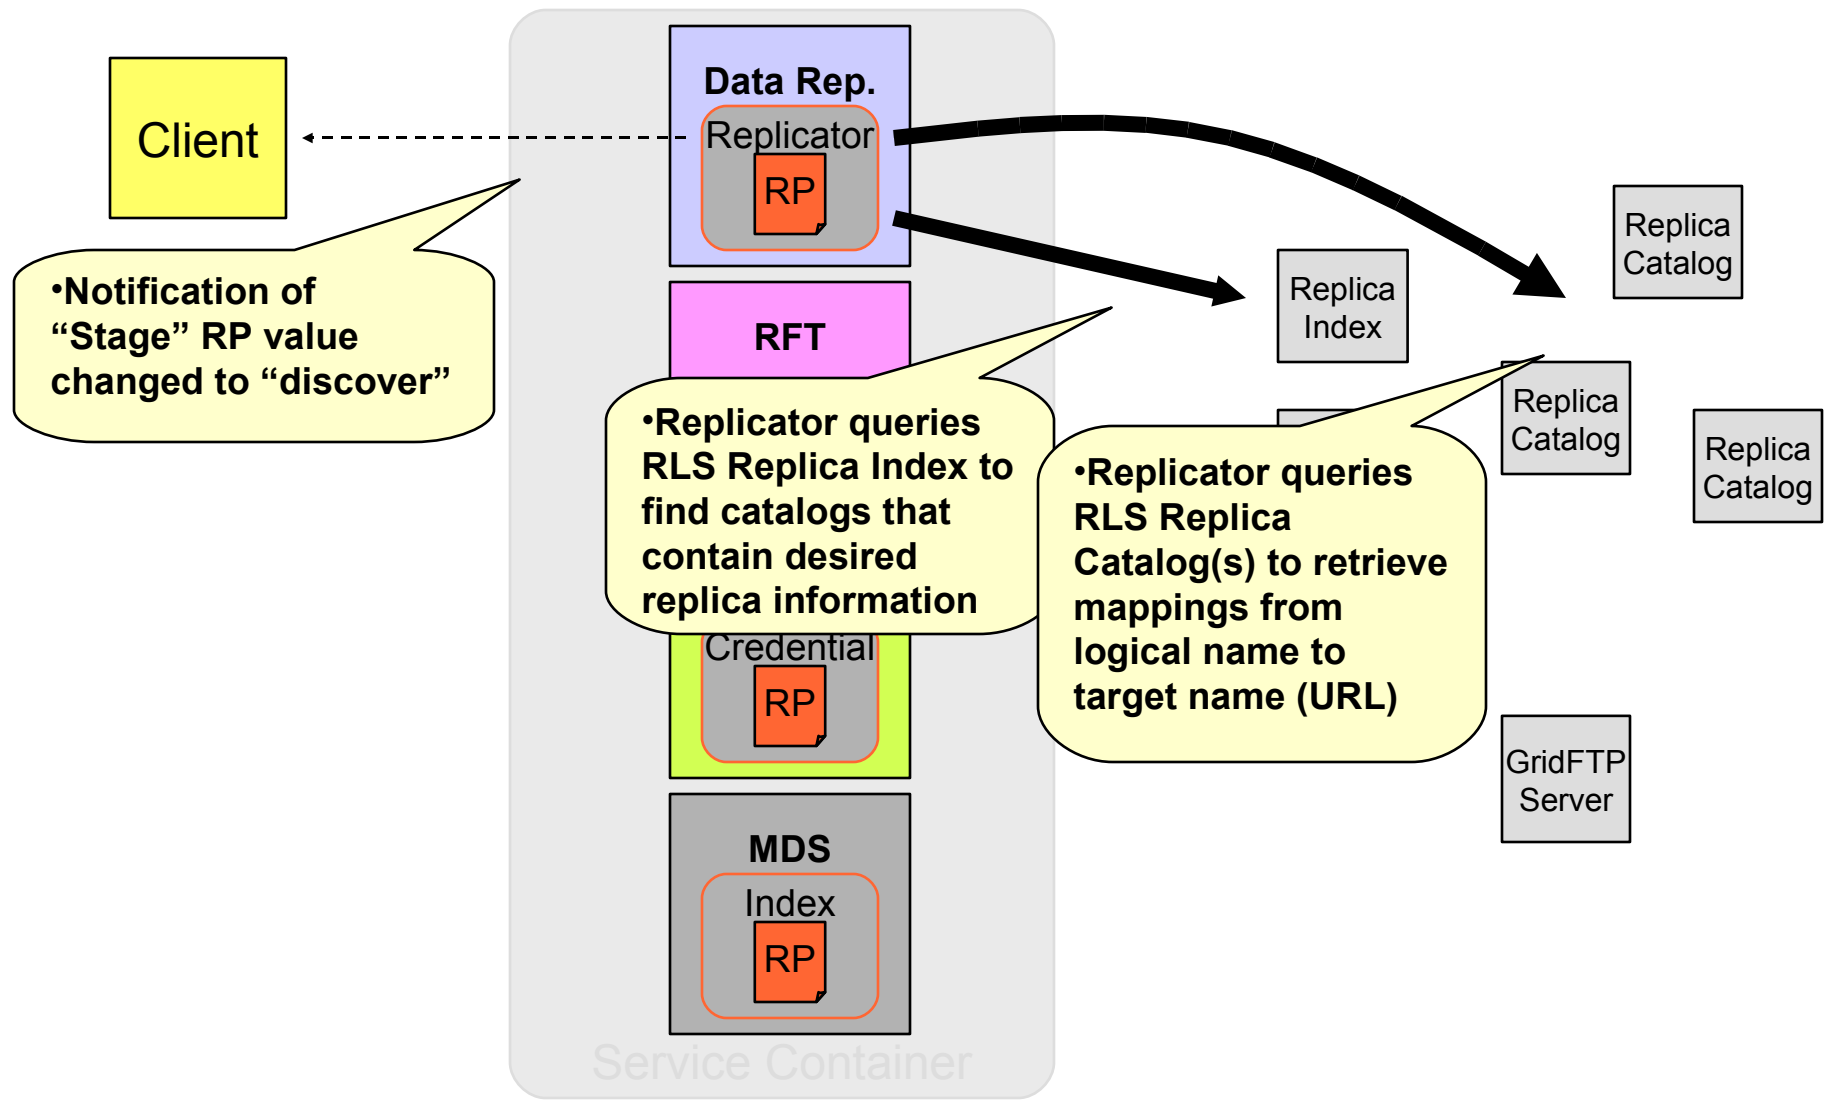 Client
Data Rep.
Replicator
RP
•Notification of
“Stage” RP value
changed to “discover”
RFT
Replica
Index
Replica
Catalog
Replica
Catalog
Replica
Catalog
•Replicator queries
RLS Replica Index to
find catalogs that
contain desired
replica information
•Replicator queries
RLS Replica
Catalog(s) to retrieve
mappings from
logical name to
target name (URL)
Credential
RP
GridFTP
Server
MDS
Index
RP
Service Container